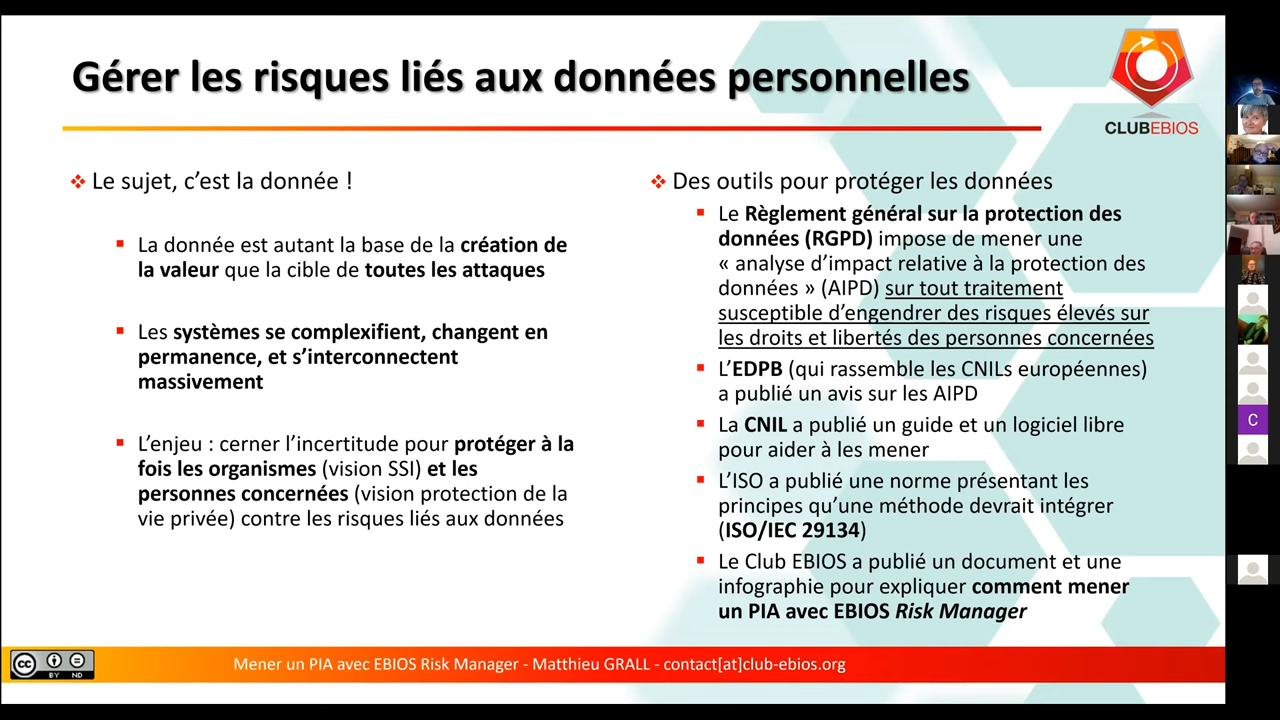 Gérer les risques liés aux données personnelles
CLUBEBIOS
Le sujet, c’est la donnée !
La donnée est autant la base de la création de
la valeur que la cible de toutes les attaques
Les systèmes se complexifient, changent en
permanence, et s’interconnectent
massivement
L’enjeu : cerner l’incertitude pour protéger à la
fois les organismes (vision SSI) et les
personnes concernées (vision protection de la
vie privée) contre les risques liés aux données
Des outils pour protéger les données
Le Règlement général sur la protection des
données (RGPD) impose de mener une
« analyse d’impact relative à la protection des
données » (AIPD) sur tout traitement
susceptible d’engendrer des risques élevés sur
les droits et libertés des personnes concernées
L’EDPB (qui rassemble les CNILs européennes)
a publié un avis sur les AIPD
La CNIL a publié un guide et un logiciel libre
pour aider à les mener
L’ISO a publié une norme présentant les
principes qu’une méthode devrait intégrer
(ISO/IEC 29134)
Le Club EBIOS a publié un document et une
infographie pour expliquer comment mener
un PIA avec EBIOS Risk Manager
C
cc
BY ND
Mener un PIA avec EBIOS Risk Manager - Matthieu GRALL - contact[at]club-ebios.org